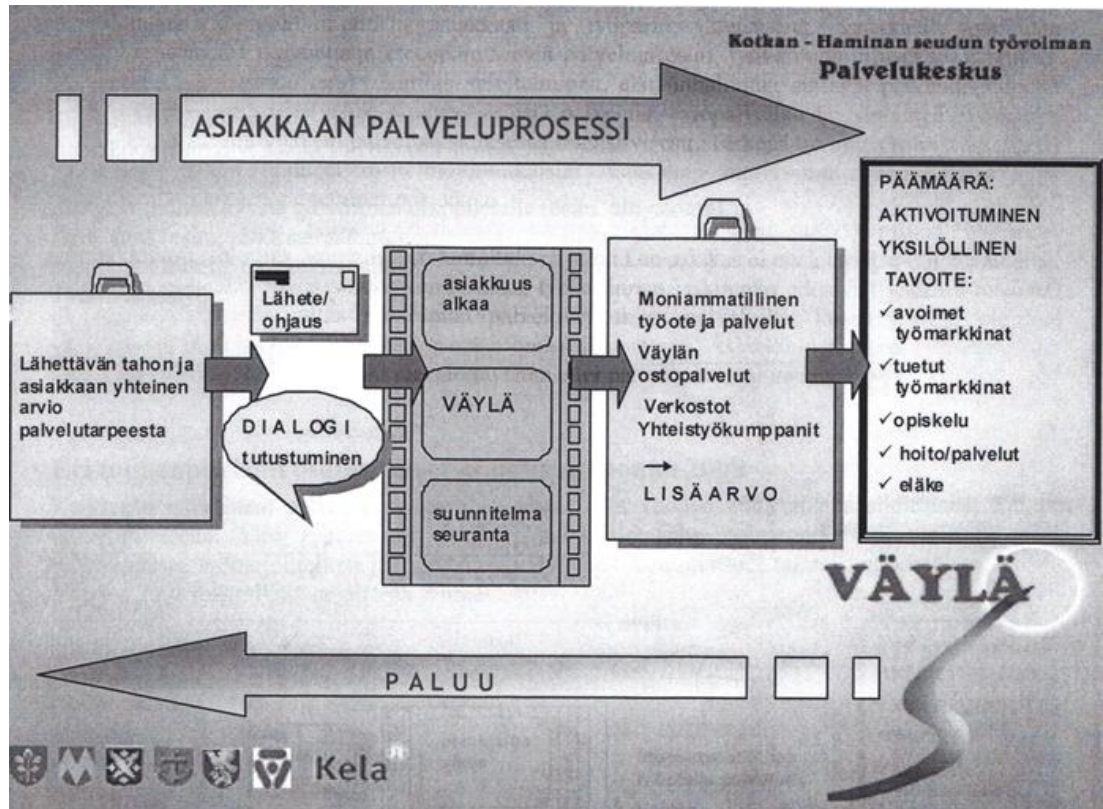 Kotkan - Haminan seudun työvoiman
Palvelukeskus
ASIAKKAAN PALVELUPROSESSI
Lähettävän tahon ja
asiakkaan yhteinen
arvio
palvelutarpeesta
Lähete/
ohjaus
DIALOGI
tutustuminen
asiakkuus
alkaa
VÄYLÄ
suunnitelma
seuranta
Moniammatillinen
työote ja palvelut
Väylän
ostopalvelut
Verkostot
Yhteistyökumppanit
→
LISÄARVO
PÄÄMÄÄRÄ:
AKTIVOITUMINEN
YKSILÖLLINEN
TAVOITE:
✓avoimet
työmarkkinat
✓tuetut
työmarkkinat
✓opiskelu
✓ hoito/palvelut
✓ eläke
VÄYLÄ
PALUU
Kela